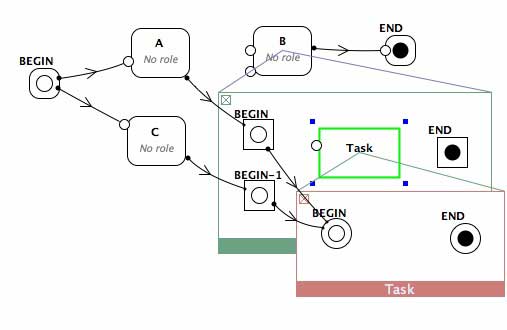 END
A
No role
B
No role
BEGIN
C
No role
BEGIN
BEGIN-1
Task
END
BEGIN
END
Task